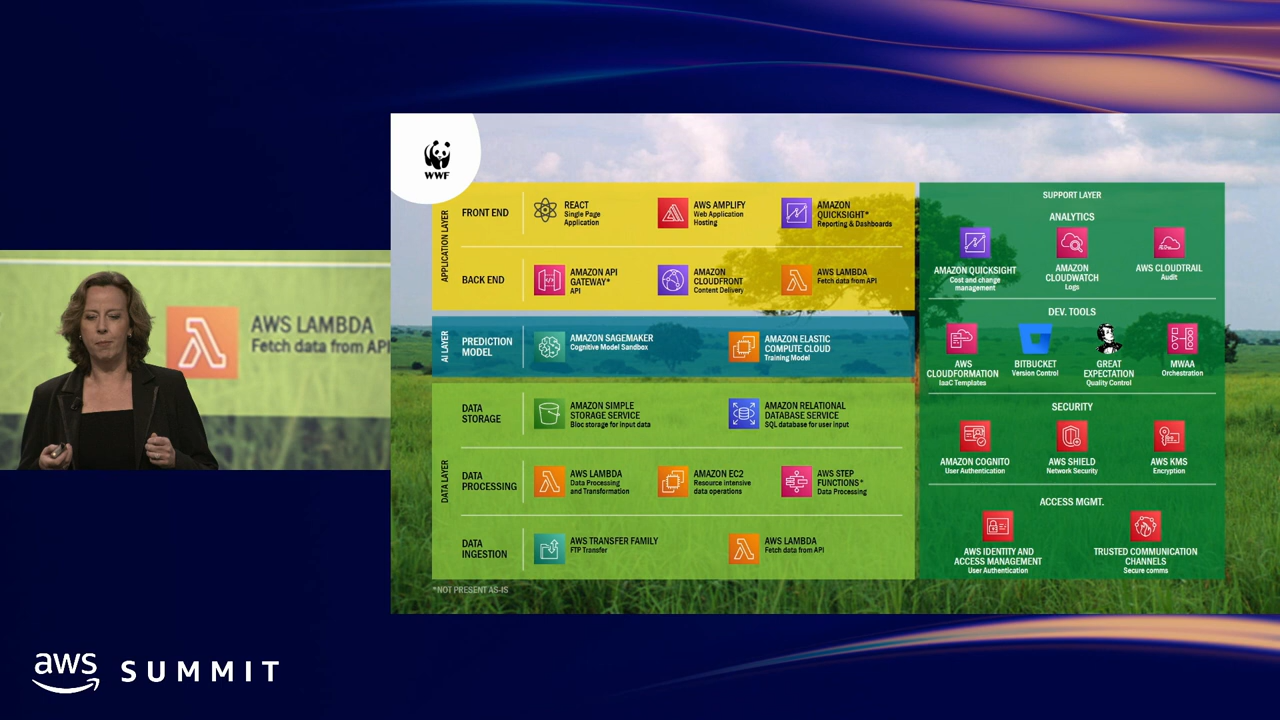 WWF
APPLICATION LAYER
FRONT END
REACT
Single Page
Application
AWS AMPLIFY
Web Application
Hosting
AMAZON
QUICKSIGHT*
Reporting & Dashboards
BACK END
AMAZON API
GATEWAY*
API
AMAZON
CLOUDFRONT
Content Delivery
AWS LAMBDA
Fetch data from API
AI LAYER
PREDICTION
MODEL
AMAZON SAGEMAKER
Cognitive Model Sandbox
AMAZON ELASTIC
COMPUTE CLOUD
Training Model
DATA LAYER
DATA
STORAGE
AMAZON SIMPLE
STORAGE SERVICE
Bloc storage for input data
AMAZON RELATIONAL
DATABASE SERVICE
SQL database for user input
DATA
PROCESSING
AWS LAMBDA
Data Processing
and Transformation
AMAZON EC2
Resource intensive
data operations
AWS STEP
FUNCTIONS*
Data Processing
DATA
INGESTION
AWS TRANSFER FAMILY
FTP Transfer
AWS LAMBDA
Fetch data from API
*NOT PRESENT AS-IS
SUPPORT LAYER
ANALYTICS
AMAZON QUICKSIGHT
Cost and change
management
AMAZON
CLOUDWATCH
Logs
AWS CLOUDTRAIL
Audit
DEV. TOOLS
AWS
CLOUDFORMATION
IaaC Templates
BITBUCKET
Version Control
GREAT
EXPECTATION
Quality Control
MWAA
Orchestration
SECURITY
AMAZON COGNITO
User Authentication
AWS SHIELD
Network Security
AWS KMS
Encryption
ACCESS MGMT.
AWS IDENTITY AND
ACCESS MANAGEMENT
User Authentication
TRUSTED COMMUNICATION
CHANNELS
Secure comms
AWS LAMBDA
Fetch data from API
aws SUMMIT